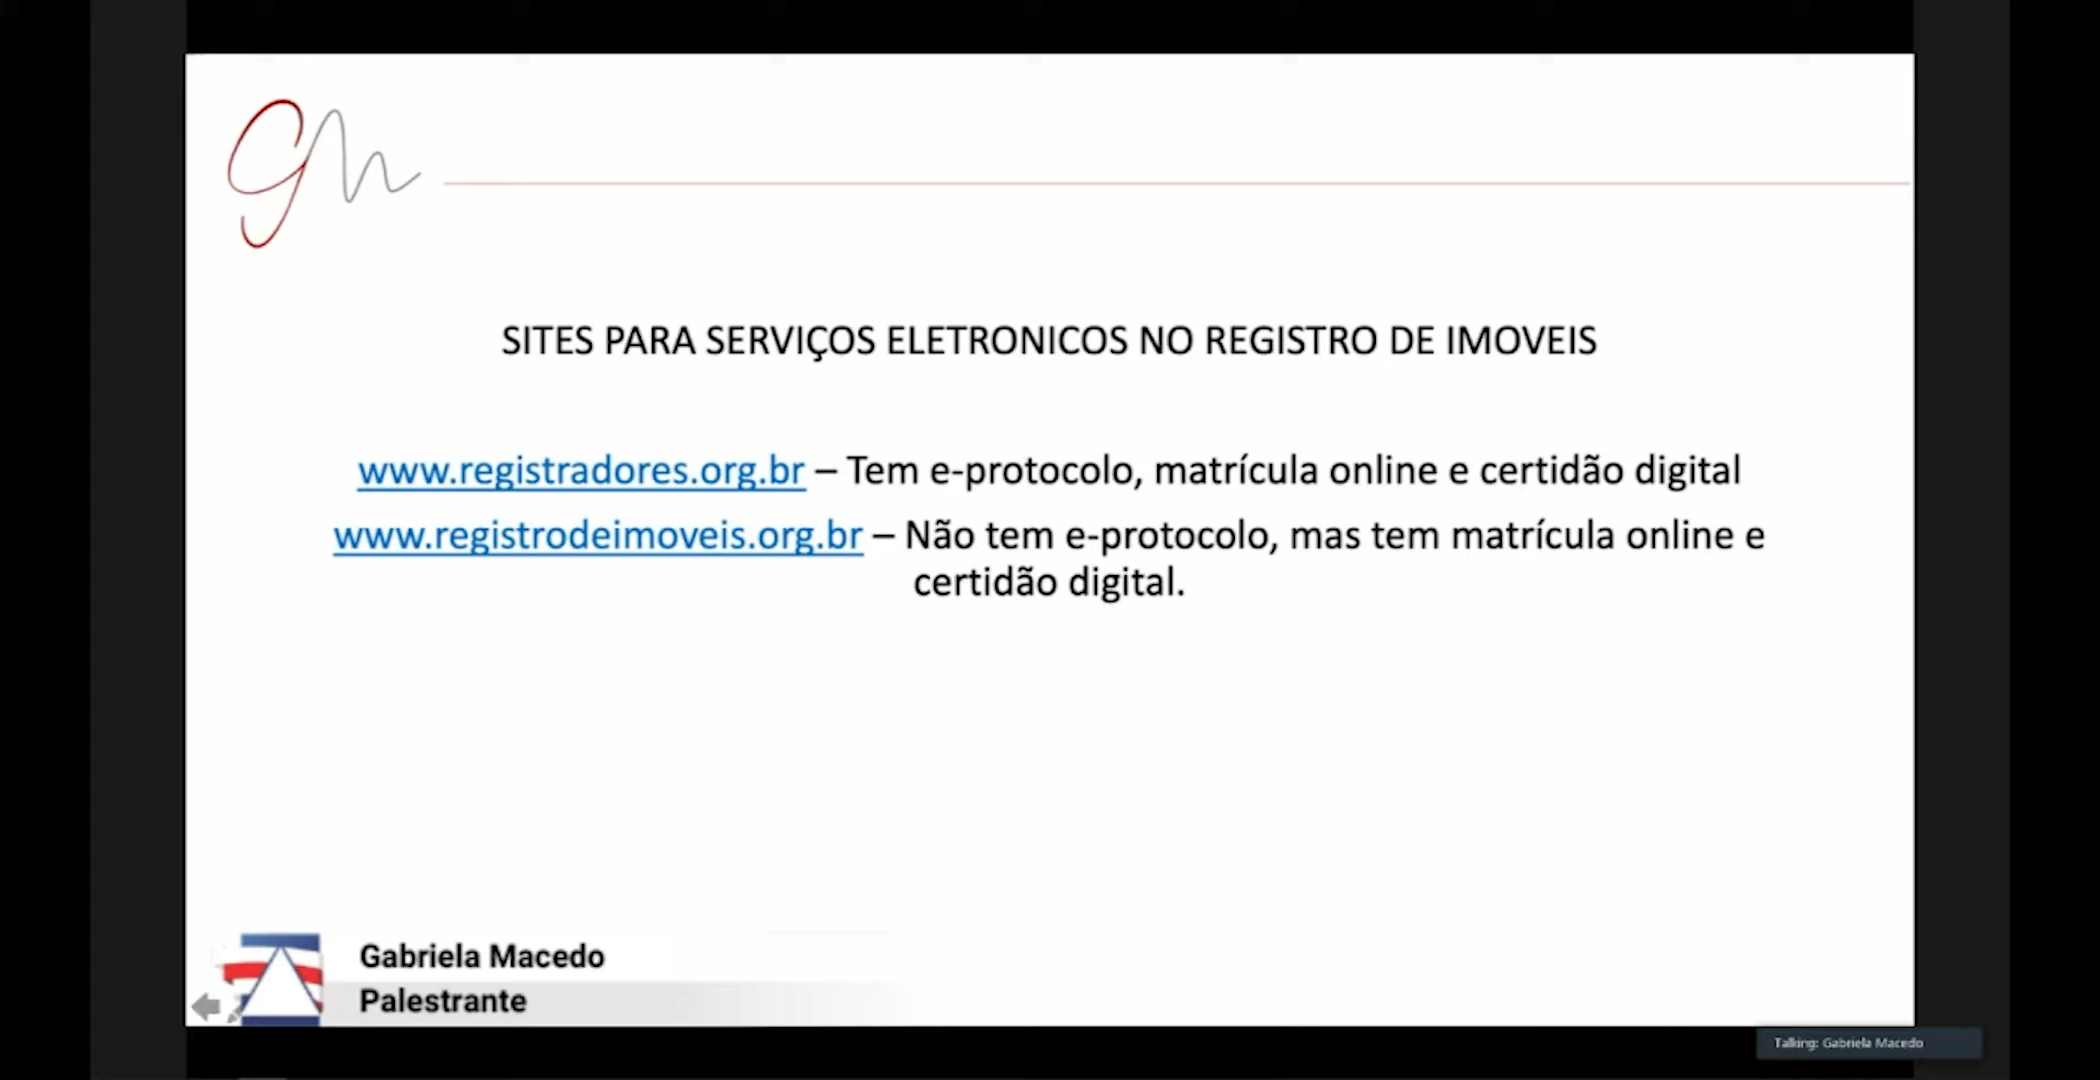 gm
SITES PARA SERVIÇOS ELETRONICOS NO REGISTRO DE IMOVEIS
www.registradores.org.br – Tem e-protocolo, matrícula online e certidão digital
www.registrodeimoveis.org.br – Não tem e-protocolo, mas tem matrícula online e
certidão digital.
Gabriela Macedo
Palestrante
Talking: Gabriela Macedo